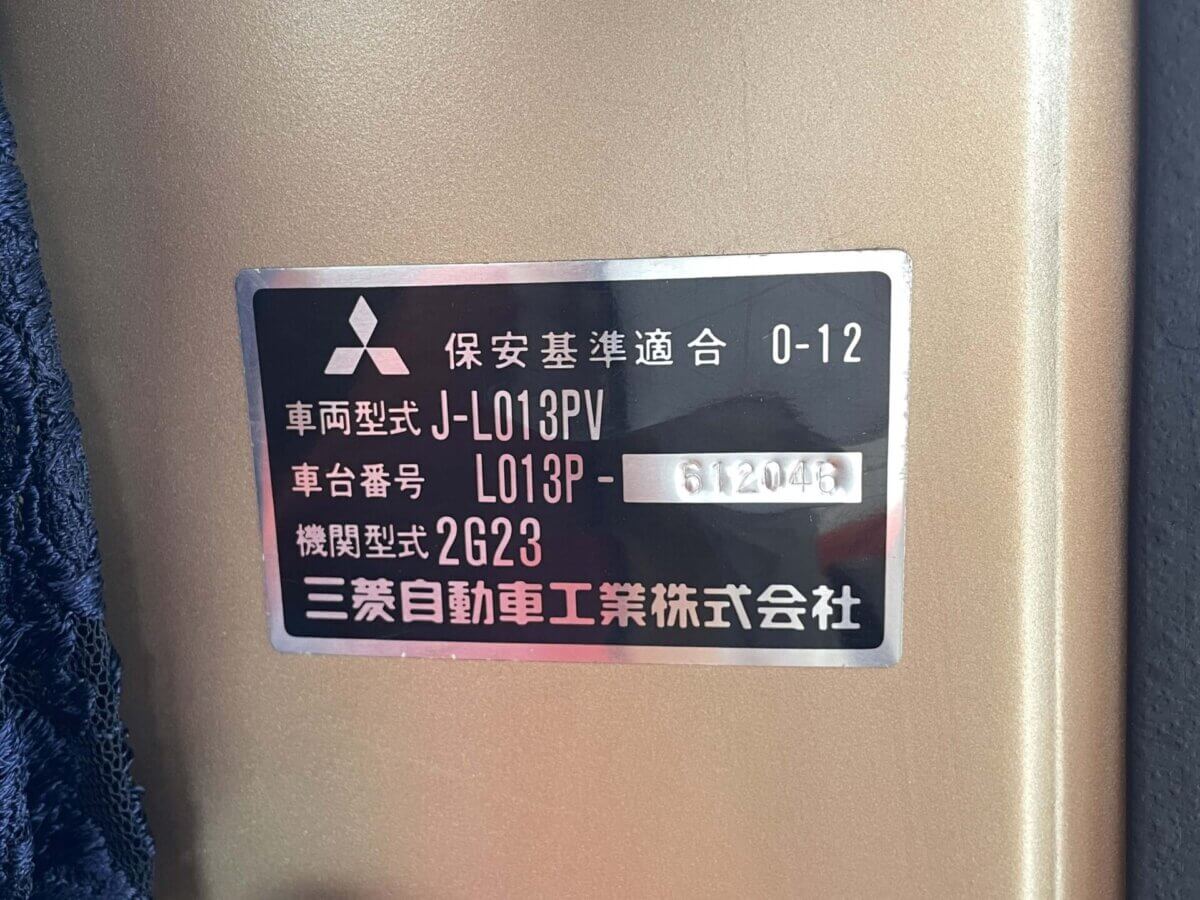 保安基準適合 0-12
車両型式 J-L013PV
車台番号 L013P-612046
機関型式 2G23
三菱自動車工業株式会社